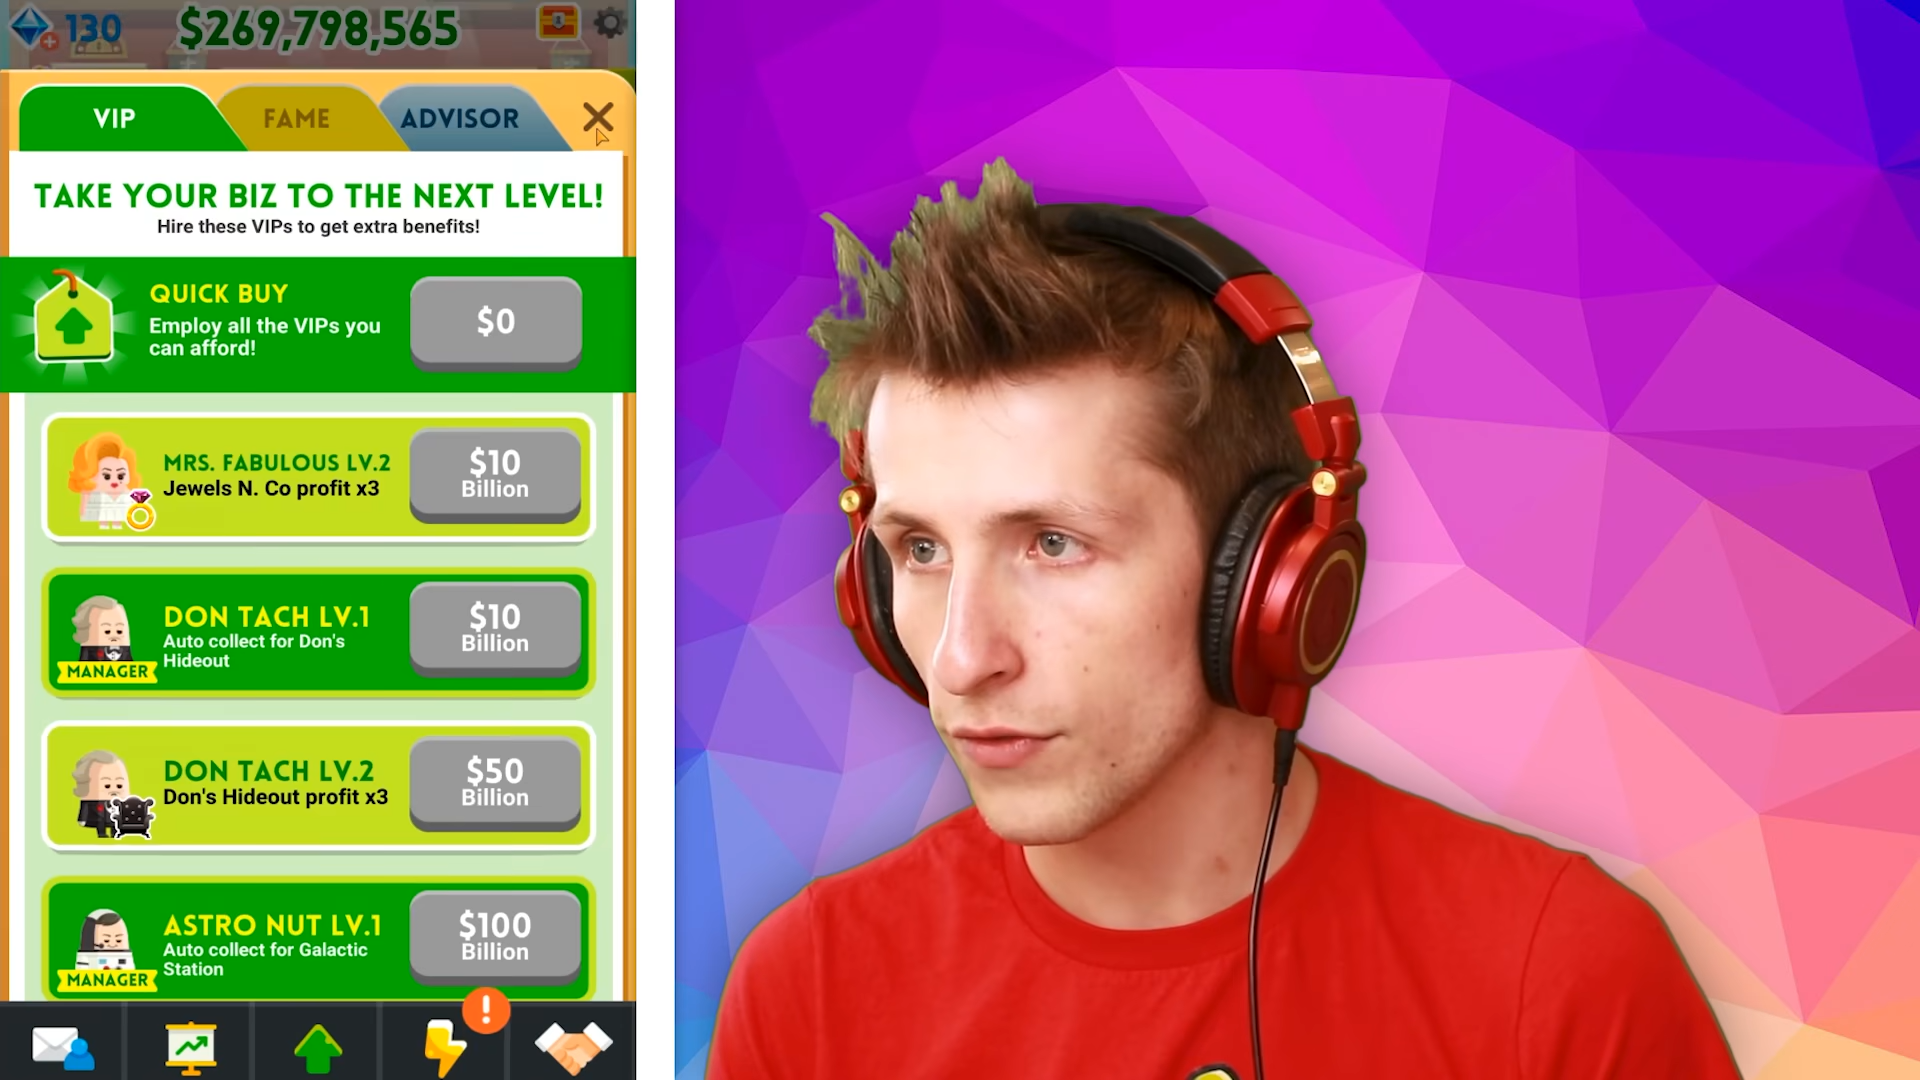 130
$269,798,565
VIP
FAME
ADVISOR
TAKE YOUR BIZ TO THE NEXT LEVEL!
Hire these VIPs to get extra benefits!
QUICK BUY
Employ all the VIPs you
can afford!
$0
MRS. FABULOUS LV.2
Jewels N. Co profit x3
$10
Billion
DON TACH LV.1
Auto collect for Don's
Hideout
MANAGER
$10
Billion
DON TACH LV.2
Don's Hideout profit x3
$50
Billion
ASTRO NUT LV.1
Auto collect for Galactic
Station
MANAGER
$100
Billion
!